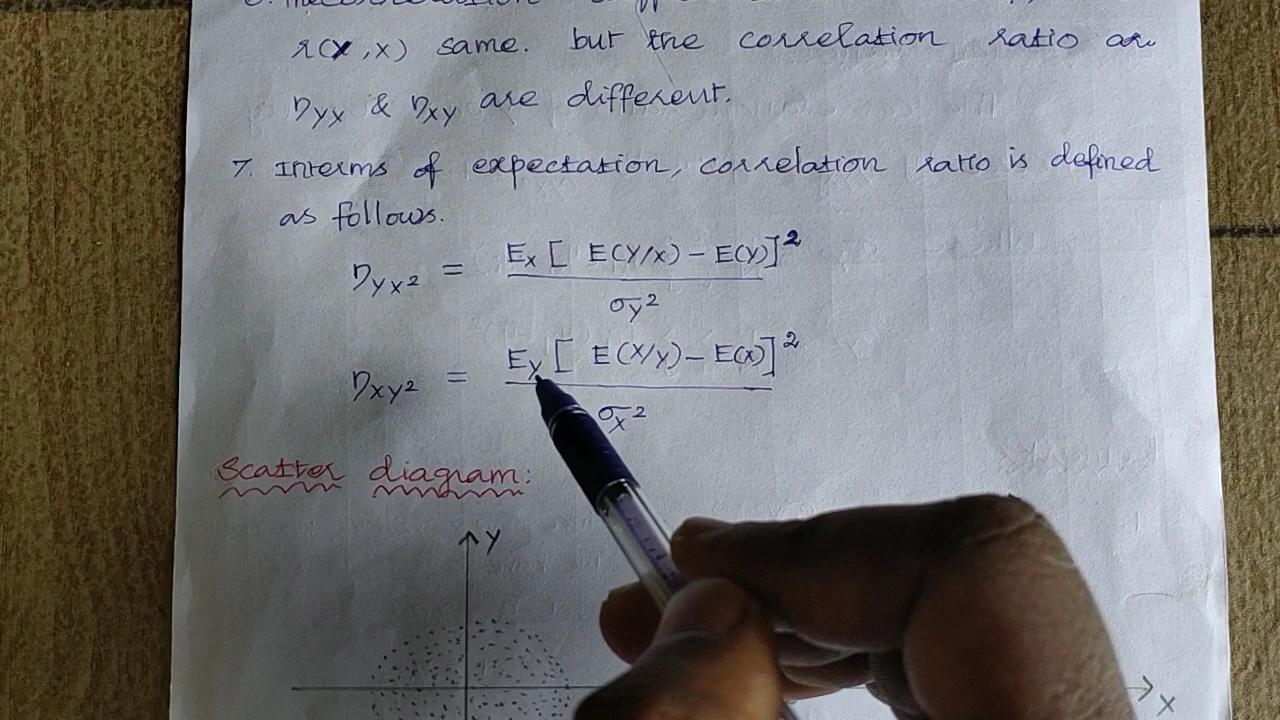 r(X,X) same. but the correlation ratio are
ηYX & ηXY are different.
7. Interms of expectation, correlation ratio is defined
as follows.
ηYX² = EX [ E(Y/X) - E(Y)]²
σY²
ηXY² = EY [ E(X/Y) - E(X)]²
σX²
Scatter diagram:
Y
X